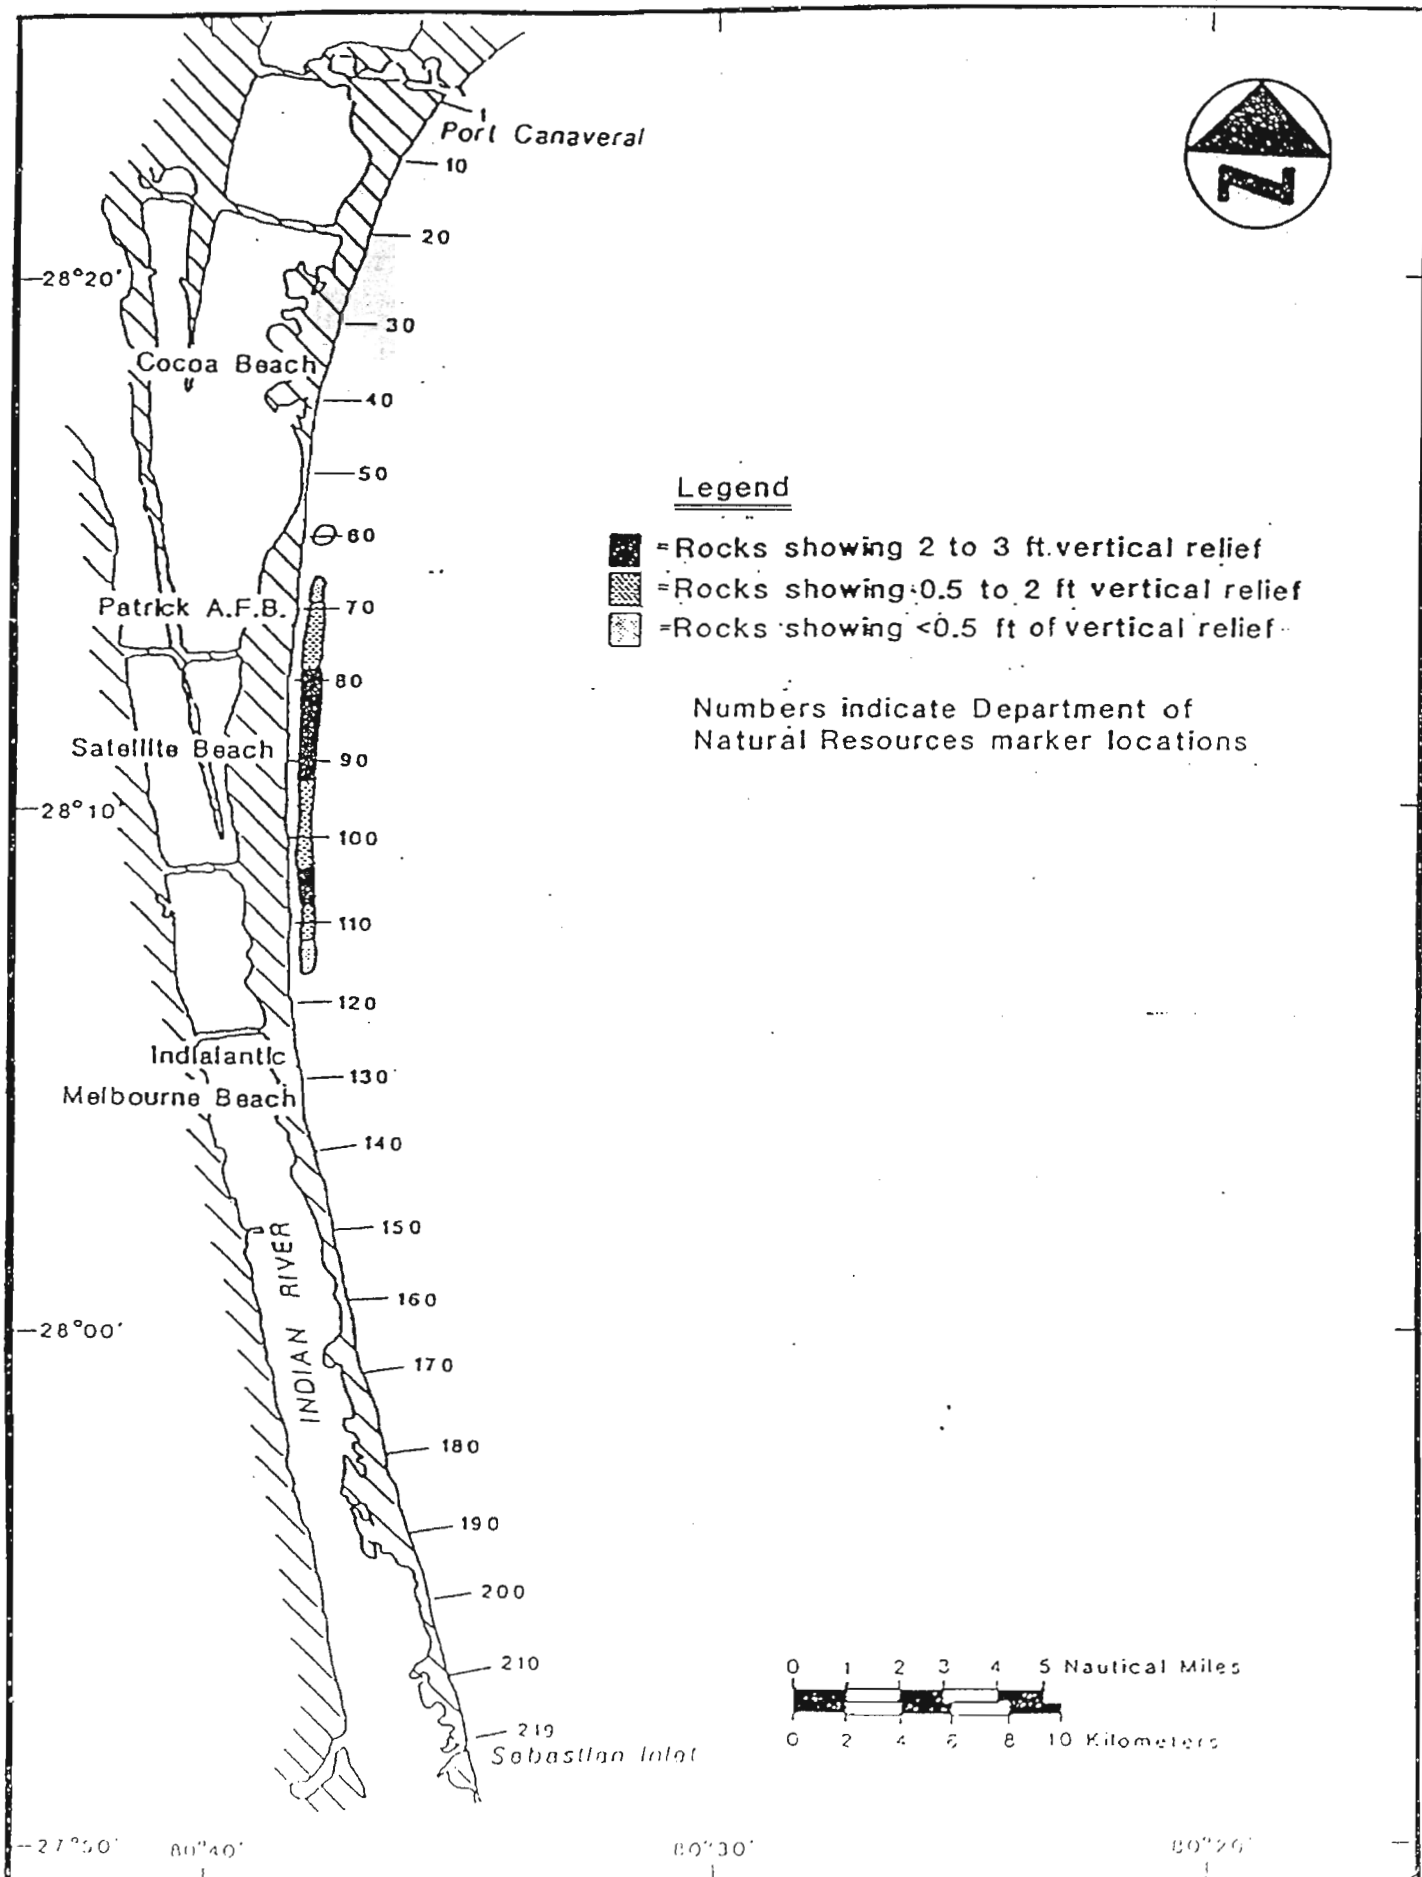 N
1
Port Canaveral
10
20
28°20'
30
Cocoa Beach
40
50
Legend
60
=Rocks showing 2 to 3 ft. vertical relief
=Rocks showing 0.5 to 2 ft vertical relief
Patrick A.F.B.
70
=Rocks showing <0.5 ft of vertical relief
80
Numbers indicate Department of
Natural Resources marker locations
Satellite Beach
90
28°10'
100
110
120
Indialantic
130
Melbourne Beach
140
150
INDIAN RIVER
160
28°00'
170
180
190
200
210
0 1 2 3 4 5 Nautical Miles
219
0 2 4 6 8 10 Kilometers
Sebastian Inlet
27°50'
80°40'
80°30'
80°20'